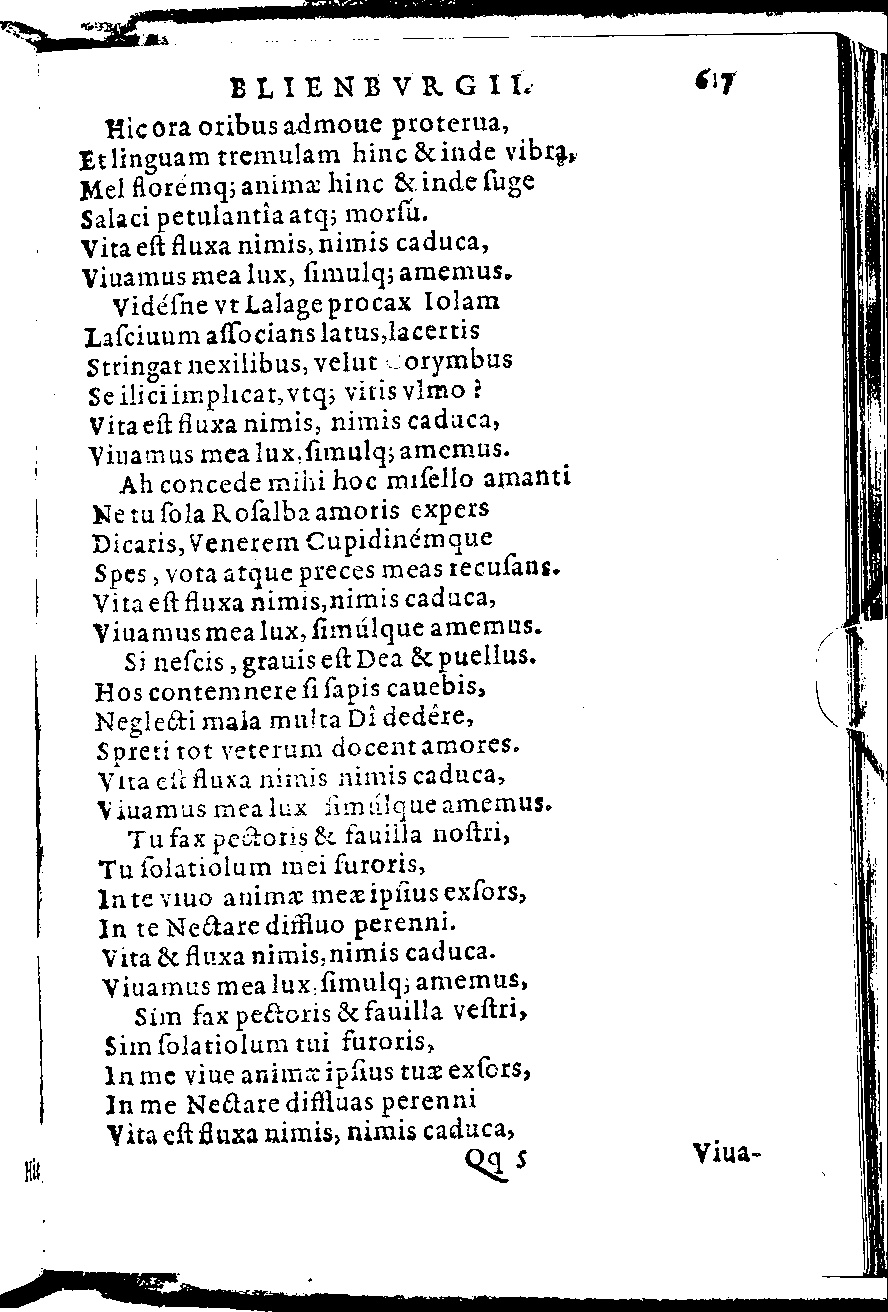 BLIENBVRGII. 617
Hic ora oribus admoue proterua,
Et linguam tremulam hinc & inde vibra,
Mel florémq; animæ hinc & inde ſuge
Salaci petulantîa atq; morſú.
Vita eſt fluxa nimis, nimis caduca,
Viuamus mea lux, ſimulq; amemus.
Vidéſne vt Lalage procax Iolam
Laſciuum aſſocians latus, lacertis
Stringat nexilibus, velut corymbus
Se ilici implicat, vtq; vitis vlmo?
Vita eſt fluxa nimis, nimis caduca,
Viuamus mea lux, ſimulq; amemus.
Ah concede mihi hoc miſello amanti
Ne tu ſola Roſalba amoris expers
Dicaris, Venerem Cupidinémque
Spes, vota atque preces meas recuſans.
Vita eſt fluxa nimis, nimis caduca,
Viuamus mea lux, ſimúlque amemus.
Si neſcis, grauis eſt Dea & puellus.
Hos contemnere ſi ſapis cauebis,
Neglecti mala multa Dî dedêre,
Spreti tot veterum docent amores.
Vita eſt fluxa nimis nimis caduca,
Viuamus mea lux ſimúlque amemus.
Tu fax pectoris & fauilla noſtri,
Tu ſolatiolum mei furoris,
In te viuo animæ meæ ipſius exſors,
In te Nectare diffluo perenni.
Vita & fluxa nimis, nimis caduca.
Viuamus mea lux, ſimulq; amemus,
Sim fax pectoris & fauilla veſtri,
Sim ſolatiolum tui furoris,
In me viue animæ ipſius tuæ exſors,
In me Nectare diffluas perenni
Vita eſt fluxa nimis, nimis caduca,
Qq 5 Viua-
Hic